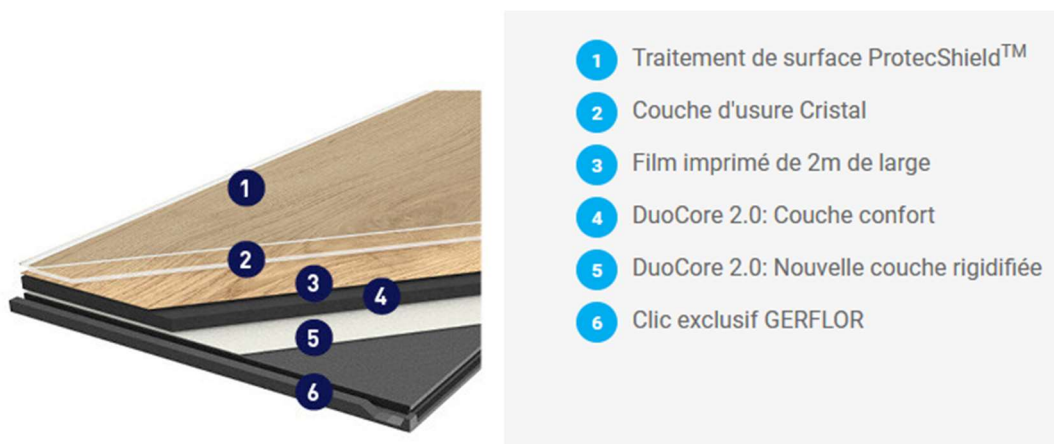 1
2
3
4
5
6
1 Traitement de surface ProtecShield™
2 Couche d'usure Cristal
3 Film imprimé de 2m de large
4 DuoCore 2.0: Couche confort
5 DuoCore 2.0: Nouvelle couche rigidifiée
6 Clic exclusif GERFLOR